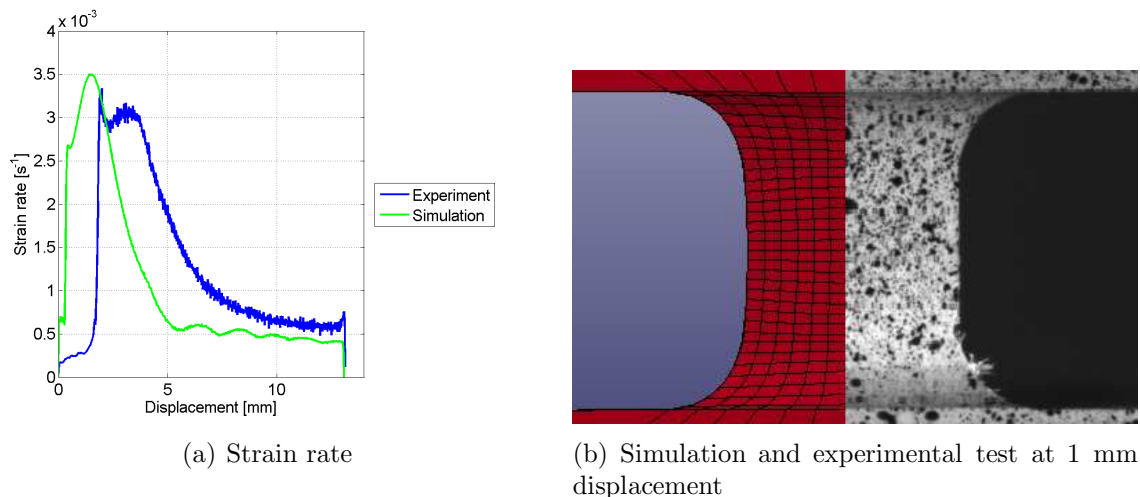 4 x 10⁻³
3.5
3
2.5
2
1.5
1
0.5
0
0
5
10
Strain rate [s⁻¹]
Displacement [mm]
Experiment
Simulation
(a) Strain rate
(b) Simulation and experimental test at 1 mm
displacement